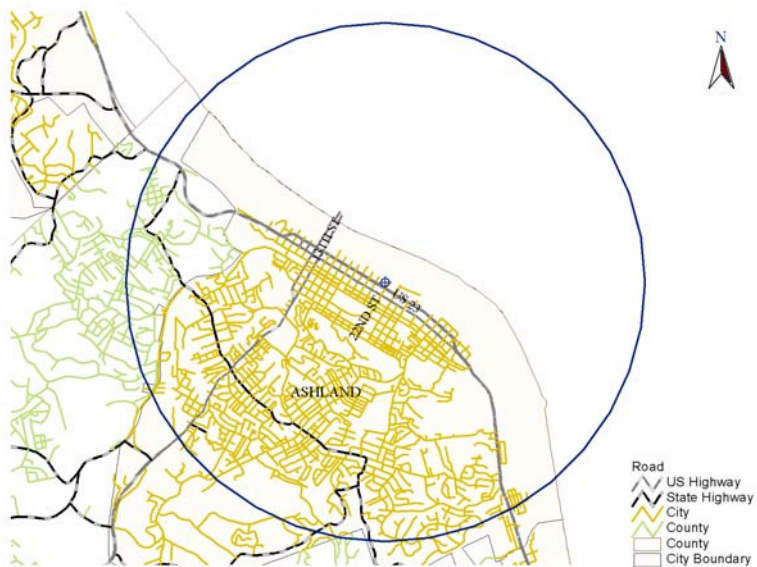 N
13TH ST
US 23
22ND ST
ASHLAND
Road
US Highway
State Highway
City
County
County
City Boundary